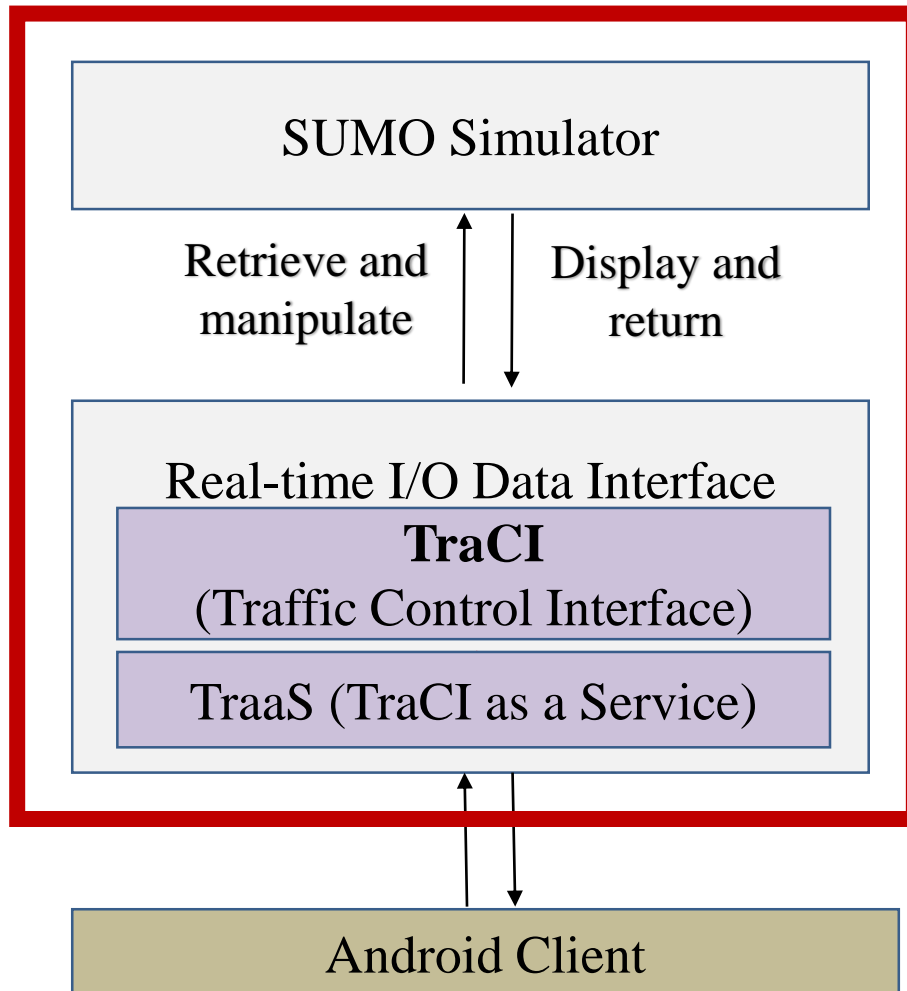 SUMO Simulator
Retrieve and
manipulate
Display and
return
Real-time I/O Data Interface
TraCI
(Traffic Control Interface)
TraaS (TraCI as a Service)
Android Client